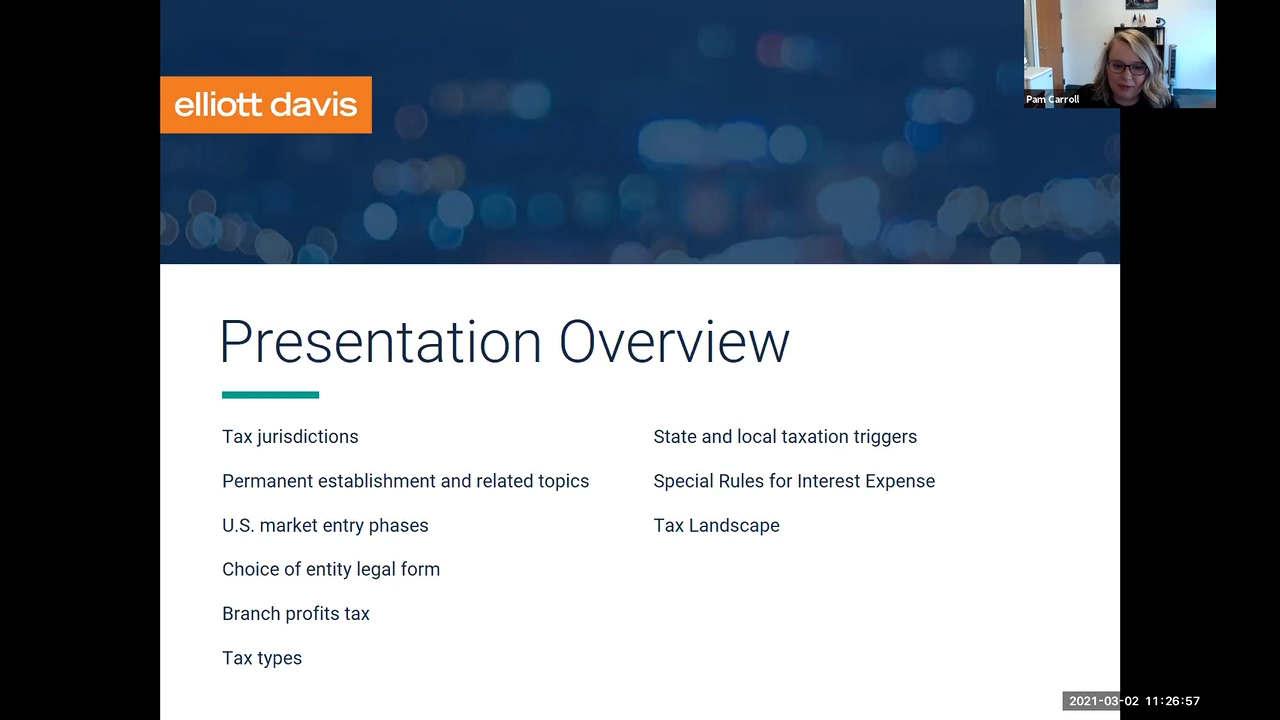 elliott davis
Pam Carroll
Presentation Overview
Tax jurisdictions
Permanent establishment and related topics
U.S. market entry phases
Choice of entity legal form
Branch profits tax
Tax types
State and local taxation triggers
Special Rules for Interest Expense
Tax Landscape
2021-03-02 11:26:57